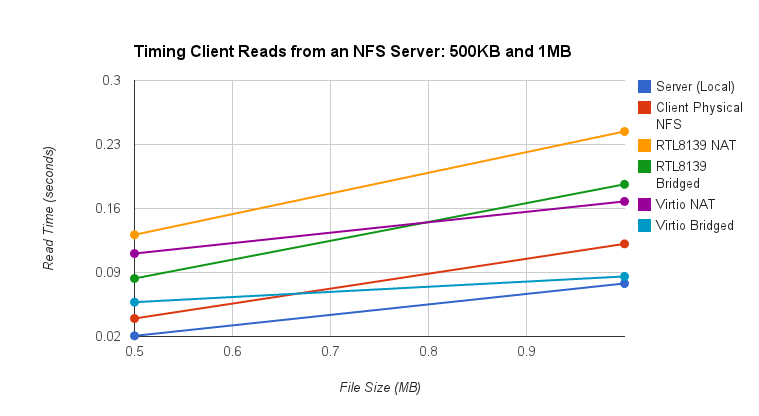 Timing Client Reads from an NFS Server: 500KB and 1MB
0.3
0.23
0.16
0.09
0.02
Read Time (seconds)
0.5
0.6
0.7
0.8
0.9
File Size (MB)
Server (Local)
Client Physical
NFS
RTL8139 NAT
RTL8139
Bridged
Virtio NAT
Virtio Bridged